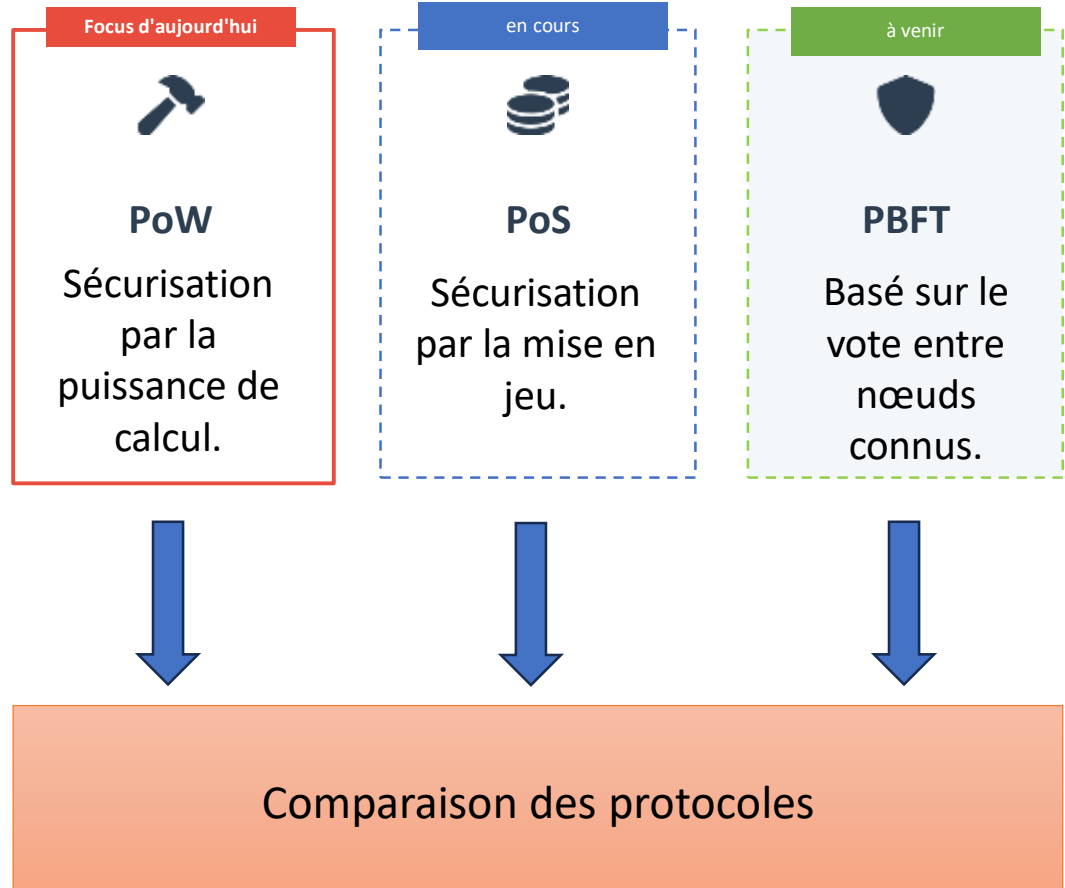 Focus d'aujourd'hui
PoW
Sécurisation
par la
puissance de
calcul.
en cours
PoS
Sécurisation
par la mise en
jeu.
à venir
PBFT
Basé sur le
vote entre
nœuds
connus.
Comparaison des protocoles